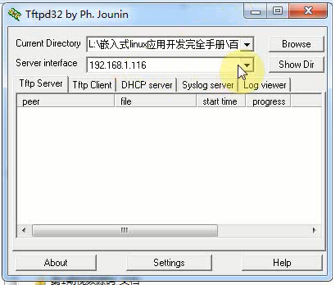 Tftpd32 by Ph. Jounin
Current Directory L:\嵌入式linux应用开发完全手册\百 Browse
Server interface 192.168.1.116 Show Dir
Tftp Server Tftp Client DHCP server Syslog server Log viewer
peer file start time progress
About Settings Help